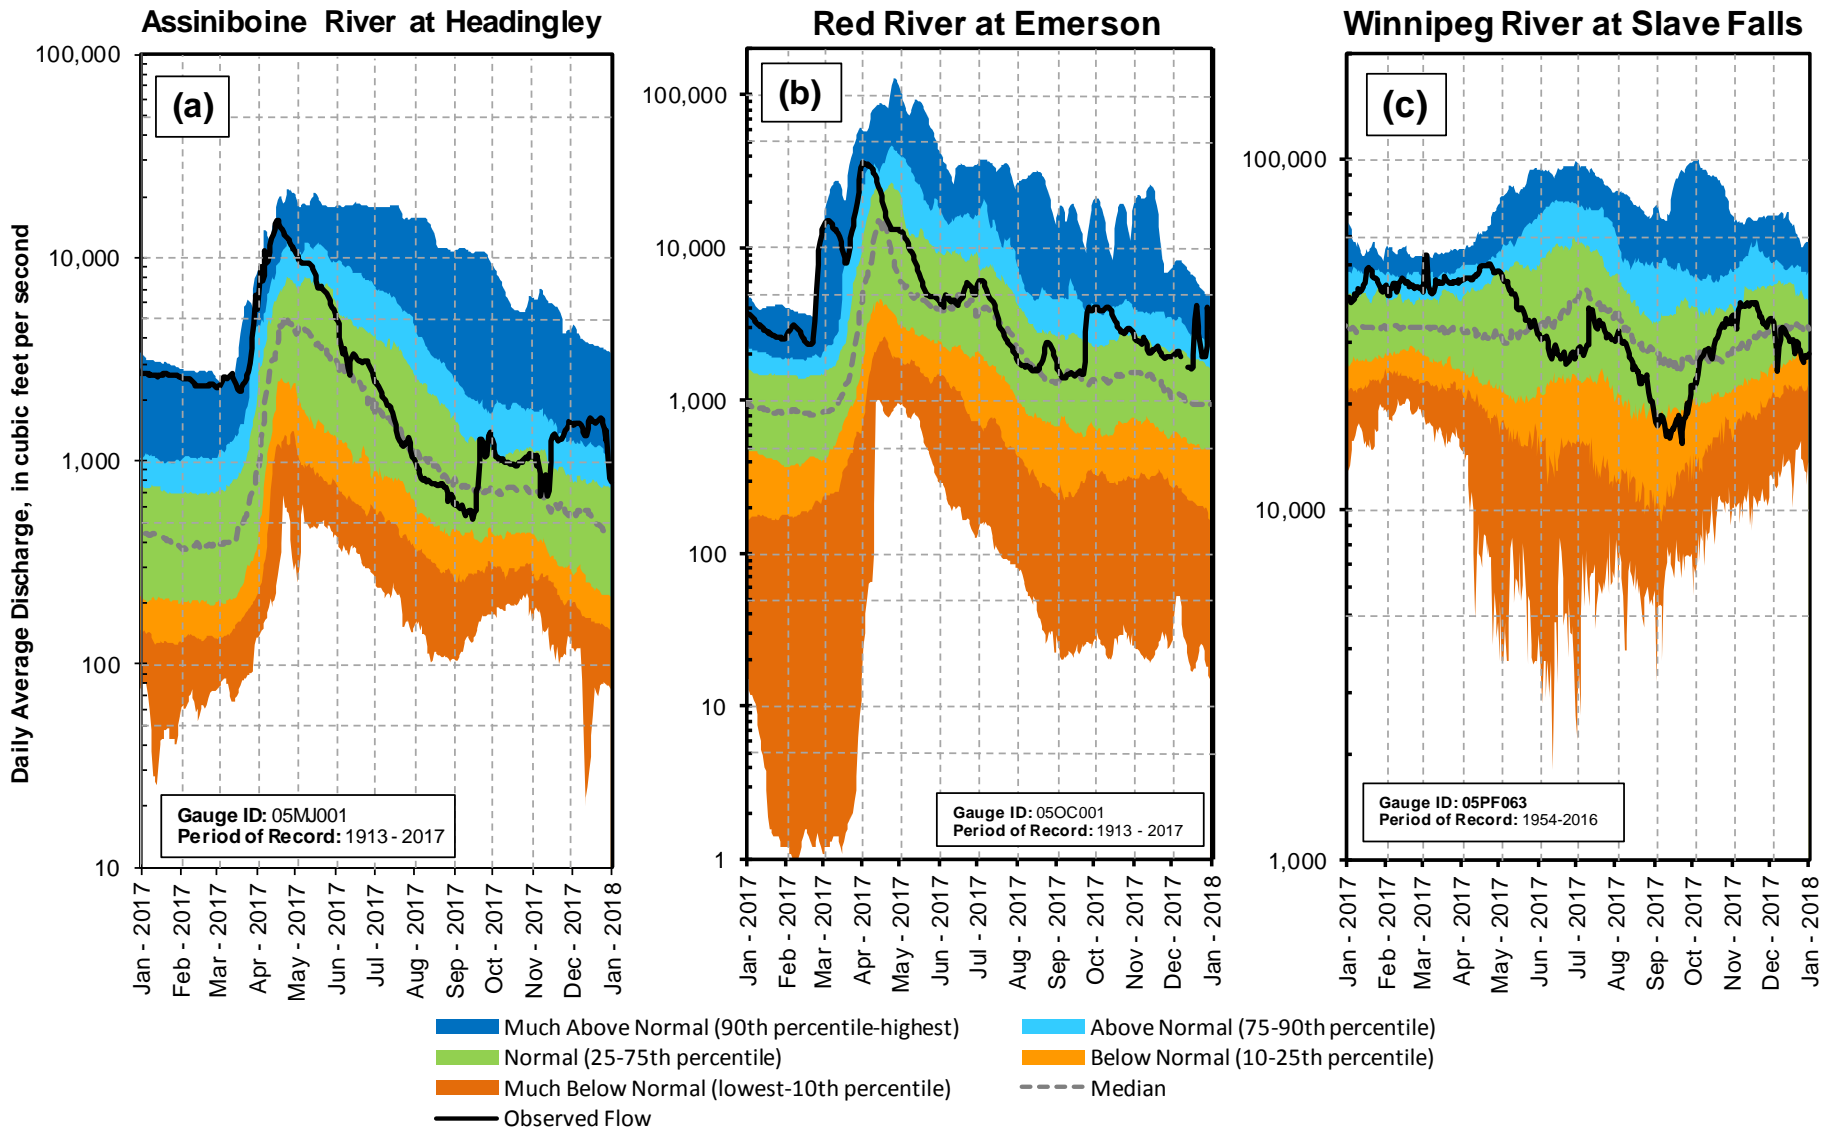 Assiniboine River at Headingley
Red River at Emerson
Winnipeg River at Slave Falls
Daily Average Discharge, in cubic feet per second
(a)
100,000
10,000
1,000
100
10
Gauge ID: 05MJ001
Period of Record: 1913 - 2017
Jan - 2017
Feb - 2017
Mar - 2017
Apr - 2017
May - 2017
Jun - 2017
Jul - 2017
Aug - 2017
Sep - 2017
Oct - 2017
Nov - 2017
Dec - 2017
Jan - 2018
(b)
100,000
10,000
1,000
100
10
1
Gauge ID: 05OC001
Period of Record: 1913 - 2017
Jan - 2017
Feb - 2017
Mar - 2017
Apr - 2017
May - 2017
Jun - 2017
Jul - 2017
Aug - 2017
Sep - 2017
Oct - 2017
Nov - 2017
Dec - 2017
Jan - 2018
(c)
100,000
10,000
1,000
Gauge ID: 05PF063
Period of Record: 1954-2016
Jan - 2017
Feb - 2017
Mar - 2017
Apr - 2017
May - 2017
Jun - 2017
Jul - 2017
Aug - 2017
Sep - 2017
Oct - 2017
Nov - 2017
Dec - 2017
Jan - 2018
Much Above Normal (90th percentile-highest)
Above Normal (75-90th percentile)
Normal (25-75th percentile)
Below Normal (10-25th percentile)
Much Below Normal (lowest-10th percentile)
Median
Observed Flow